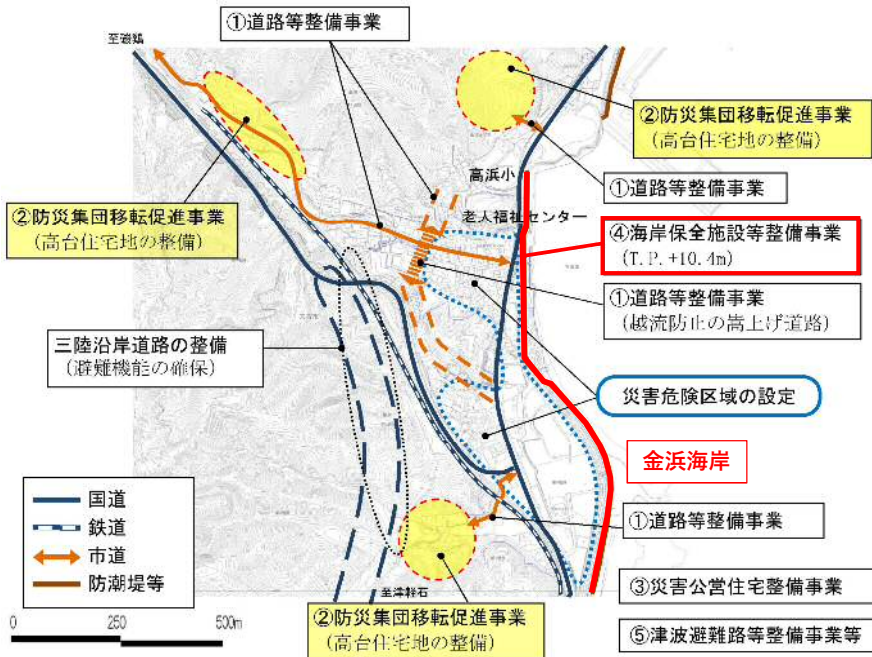 ①道路等整備事業
至磯鶏
②防災集団移転促進事業
(高台住宅地の整備)
高浜小
①道路等整備事業
老人福祉センター
②防災集団移転促進事業
(高台住宅地の整備)
④海岸保全施設等整備事業
(T.P.+10.4m)
①道路等整備事業
(越流防止の嵩上げ道路)
三陸沿岸道路の整備
(避難機能の確保)
災害危険区域の設定
金浜海岸
国道
鉄道
市道
防潮堤等
①道路等整備事業
至津軽石
③災害公営住宅整備事業
②防災集団移転促進事業
(高台住宅地の整備)
⑤津波避難路等整備事業等
0 250 500m